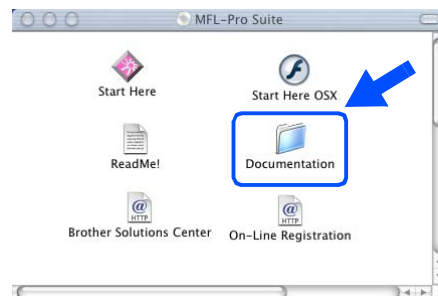 MFL-Pro Suite
Start Here
Start Here OSX
ReadMe!
Documentation
@
HTTP
@
HTTP
Brother Solutions Center
On-Line Registration